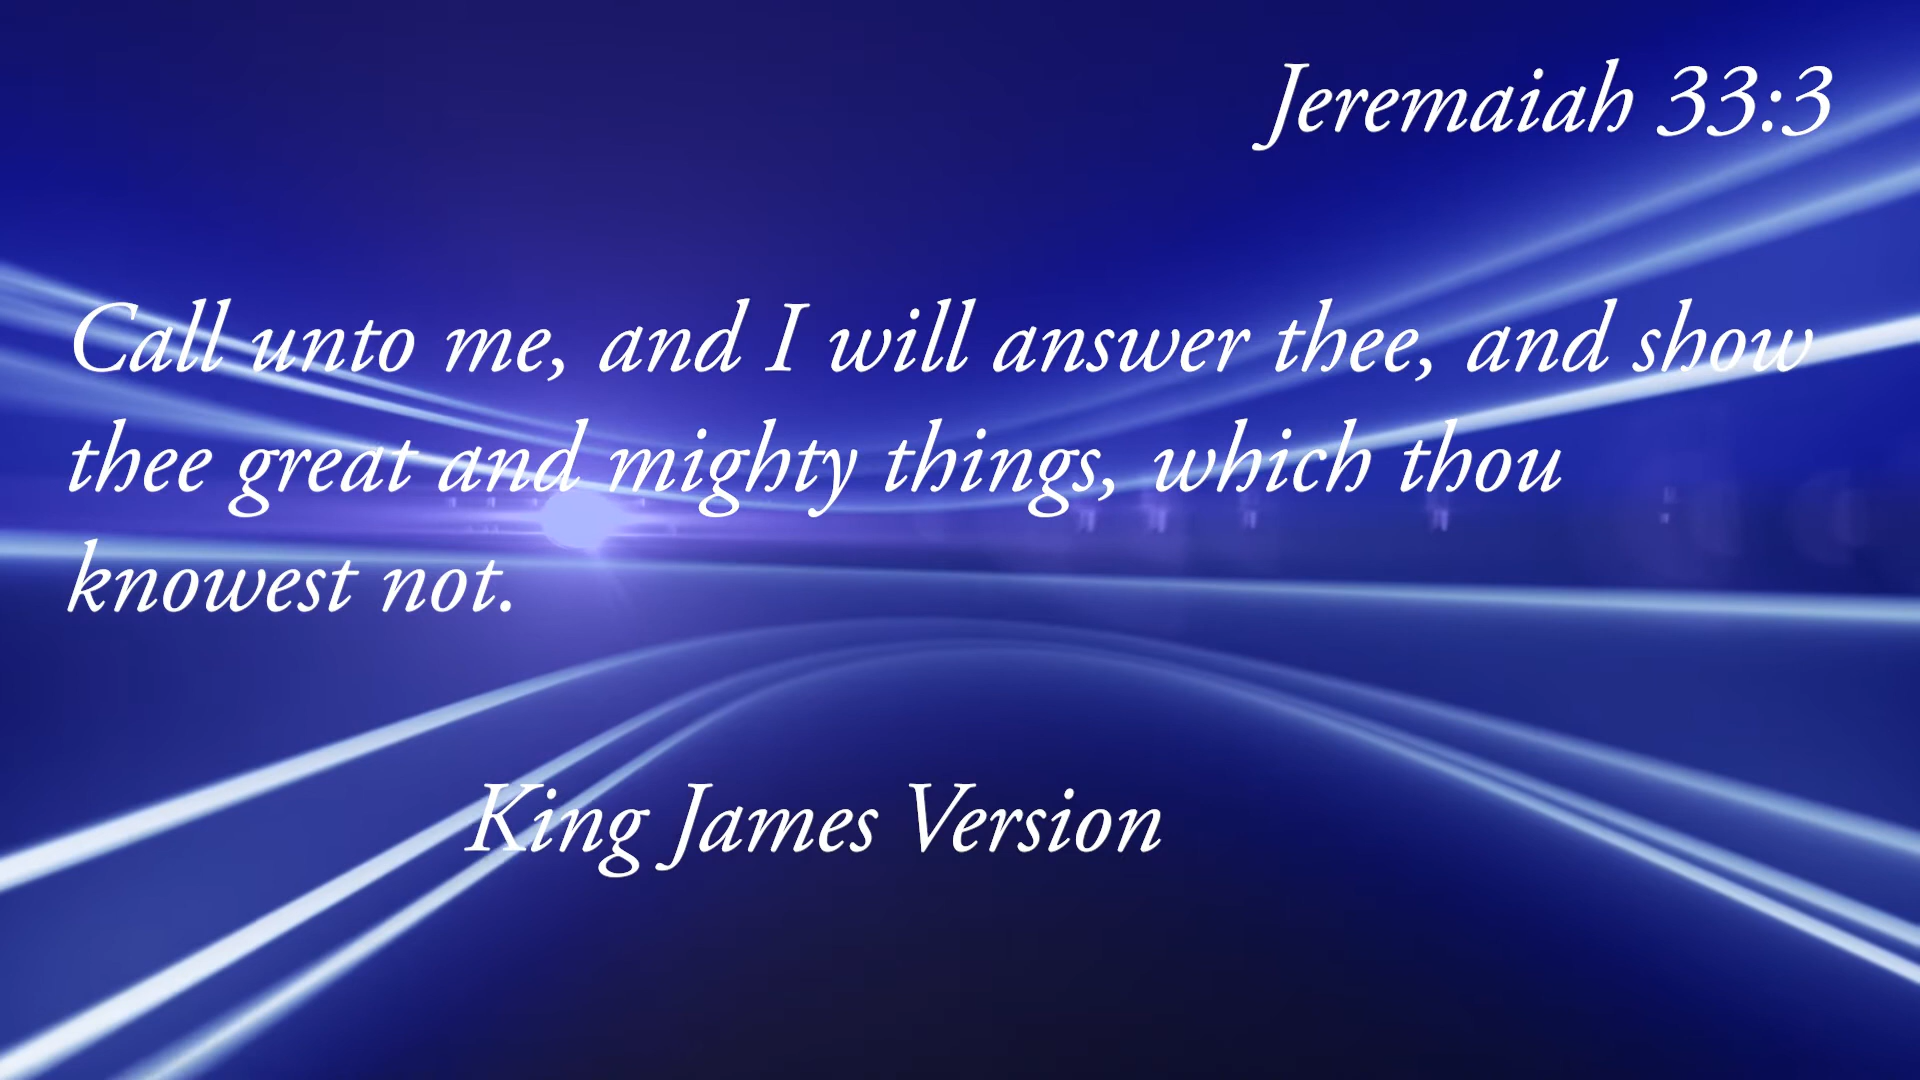 Jeremaiah 33:3
Call unto me, and I will answer thee, and show
thee great and mighty things, which thou
knowest not.
King James Version